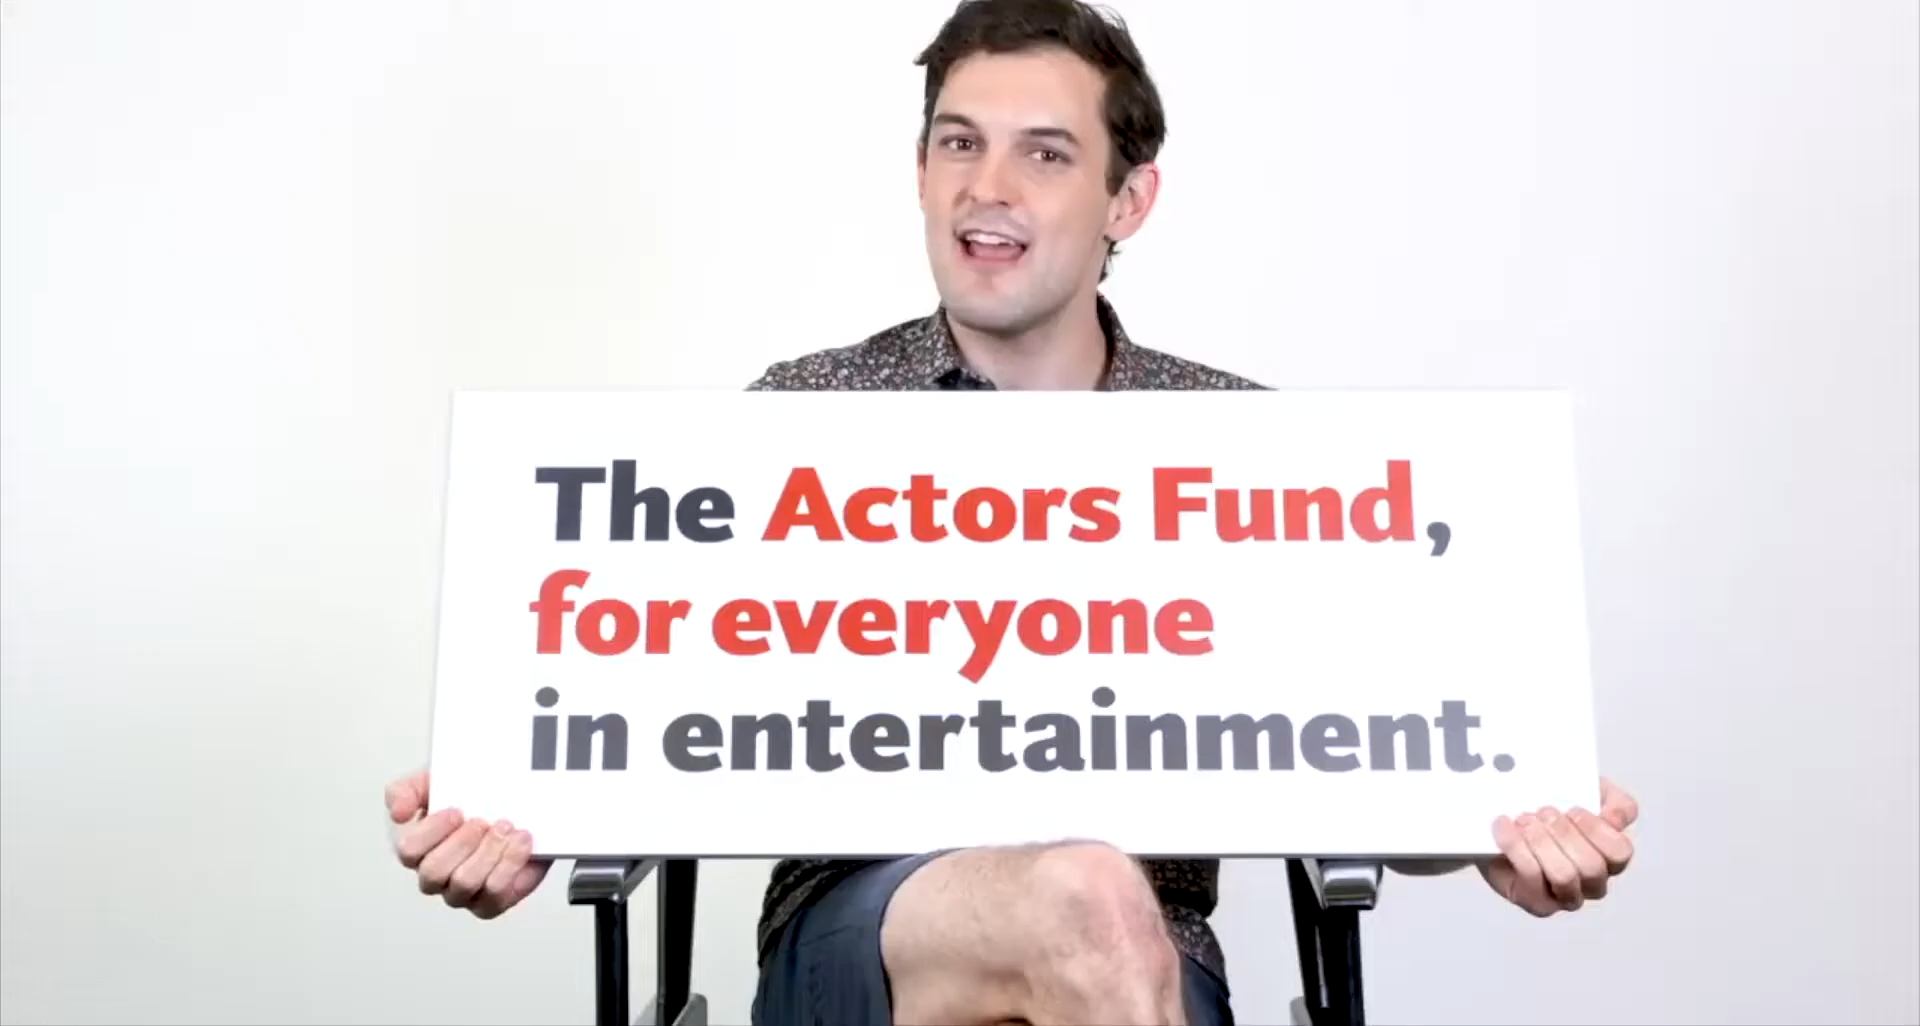 The Actors Fund,
for everyone
in entertainment.